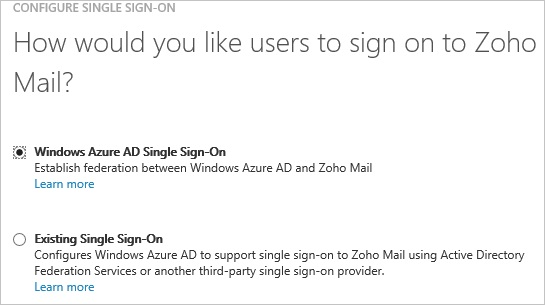 CONFIGURE SINGLE SIGN-ON
How would you like users to sign on to Zoho
Mail?
Windows Azure AD Single Sign-On
Establish federation between Windows Azure AD and Zoho Mail
Learn more
Existing Single Sign-On
Configures Windows Azure AD to support single sign-on to Zoho Mail using Active Directory
Federation Services or another third-party single sign-on provider.
Learn more